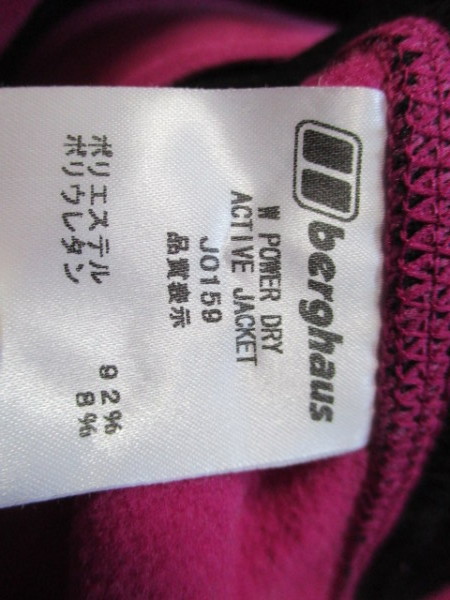 berghaus
W POWER DRY
ACTIVE JACKET
J0159
品質表示
ポリエステル 92%
ポリウレタン 8%